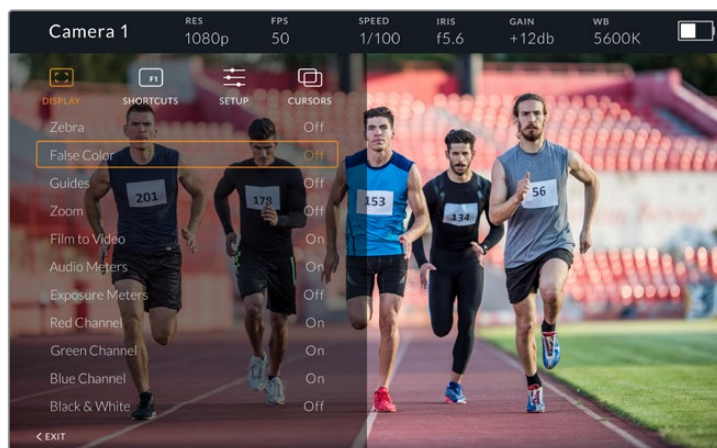 Camera 1
RES FPS SPEED IRIS GAIN WB
1080p 50 1/100 f5.6 +12db 5600K
F1
DISPLAY SHORTCUTS SETUP CURSORS
Zebra Off
False Color Off
Guides Off
Zoom Off
Film to Video On
Audio Meters On
Exposure Meters Off
Red Channel On
Green Channel On
Blue Channel On
Black & White Off
< EXIT
201
178
153
134
56